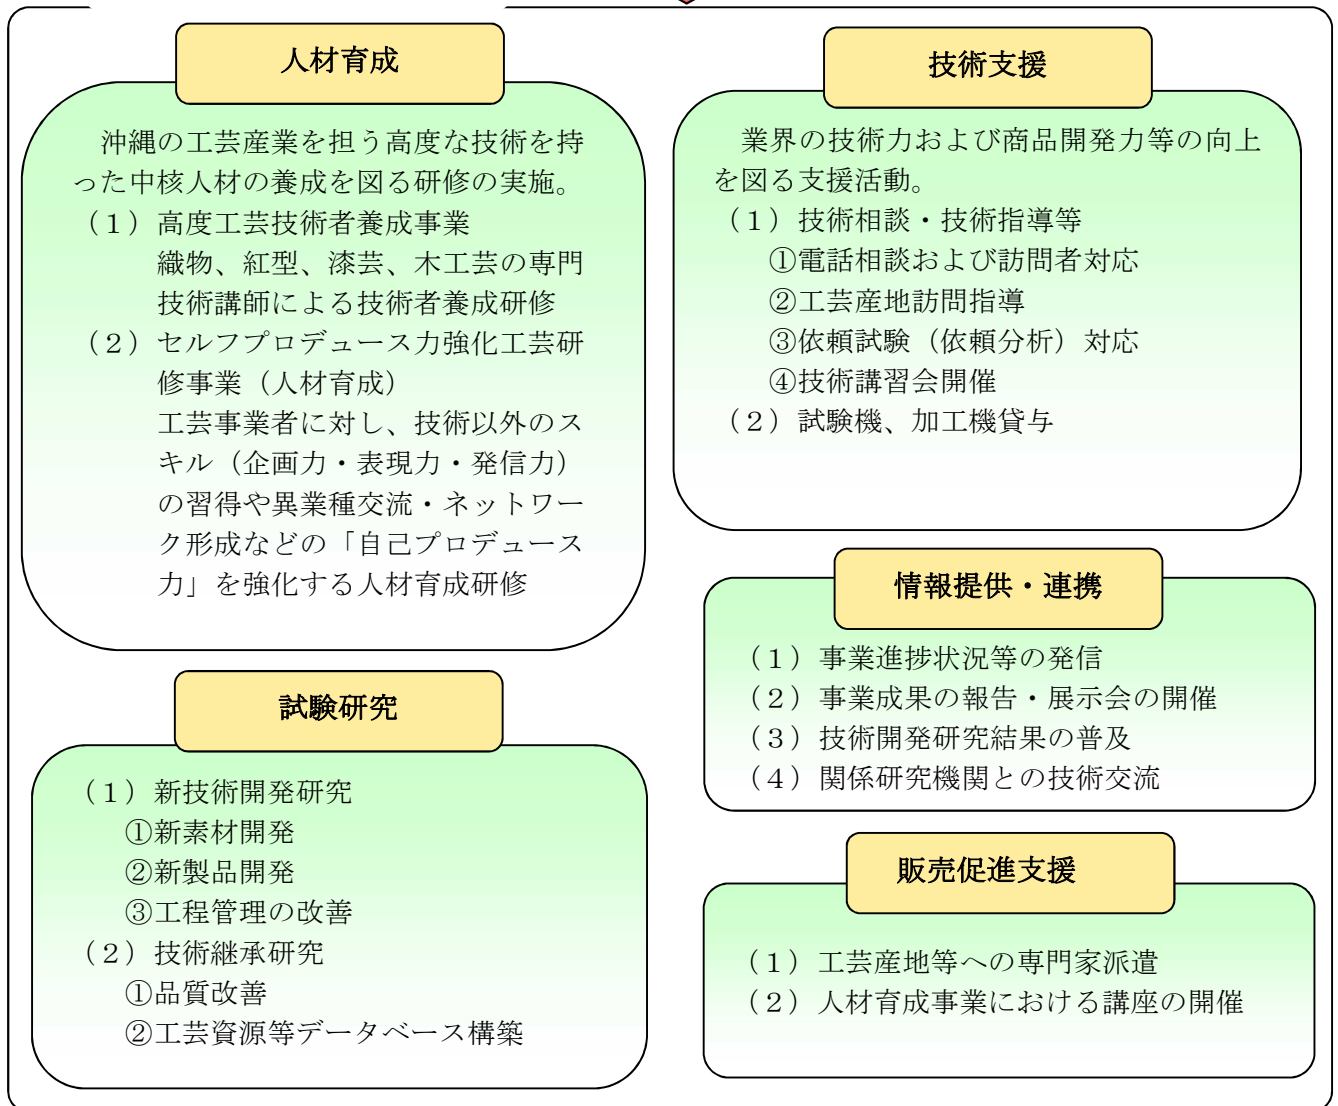 人材育成
沖縄の工芸産業を担う高度な技術を持
った中核人材の養成を図る研修の実施。
（１）高度工芸技術者養成事業
織物、紅型、漆芸、木工芸の専門
技術講師による技術者養成研修
（２）セルフプロデュース力強化工芸研
修事業（人材育成）
工芸事業者に対し、技術以外のス
キル（企画力・表現力・発信力）
の習得や異業種交流・ネットワー
ク形成などの「自己プロデュース
力」を強化する人材育成研修
試験研究
（１）新技術開発研究
①新素材開発
②新製品開発
③工程管理の改善
（２）技術継承研究
①品質改善
②工芸資源等データベース構築
技術支援
業界の技術力および商品開発力等の向上
を図る支援活動。
（１）技術相談・技術指導等
①電話相談および訪問者対応
②工芸産地訪問指導
③依頼試験（依頼分析）対応
④技術講習会開催
（２）試験機、加工機貸与
情報提供・連携
（１）事業進捗状況等の発信
（２）事業成果の報告・展示会の開催
（３）技術開発研究結果の普及
（４）関係研究機関との技術交流
販売促進支援
（１）工芸産地等への専門家派遣
（２）人材育成事業における講座の開催